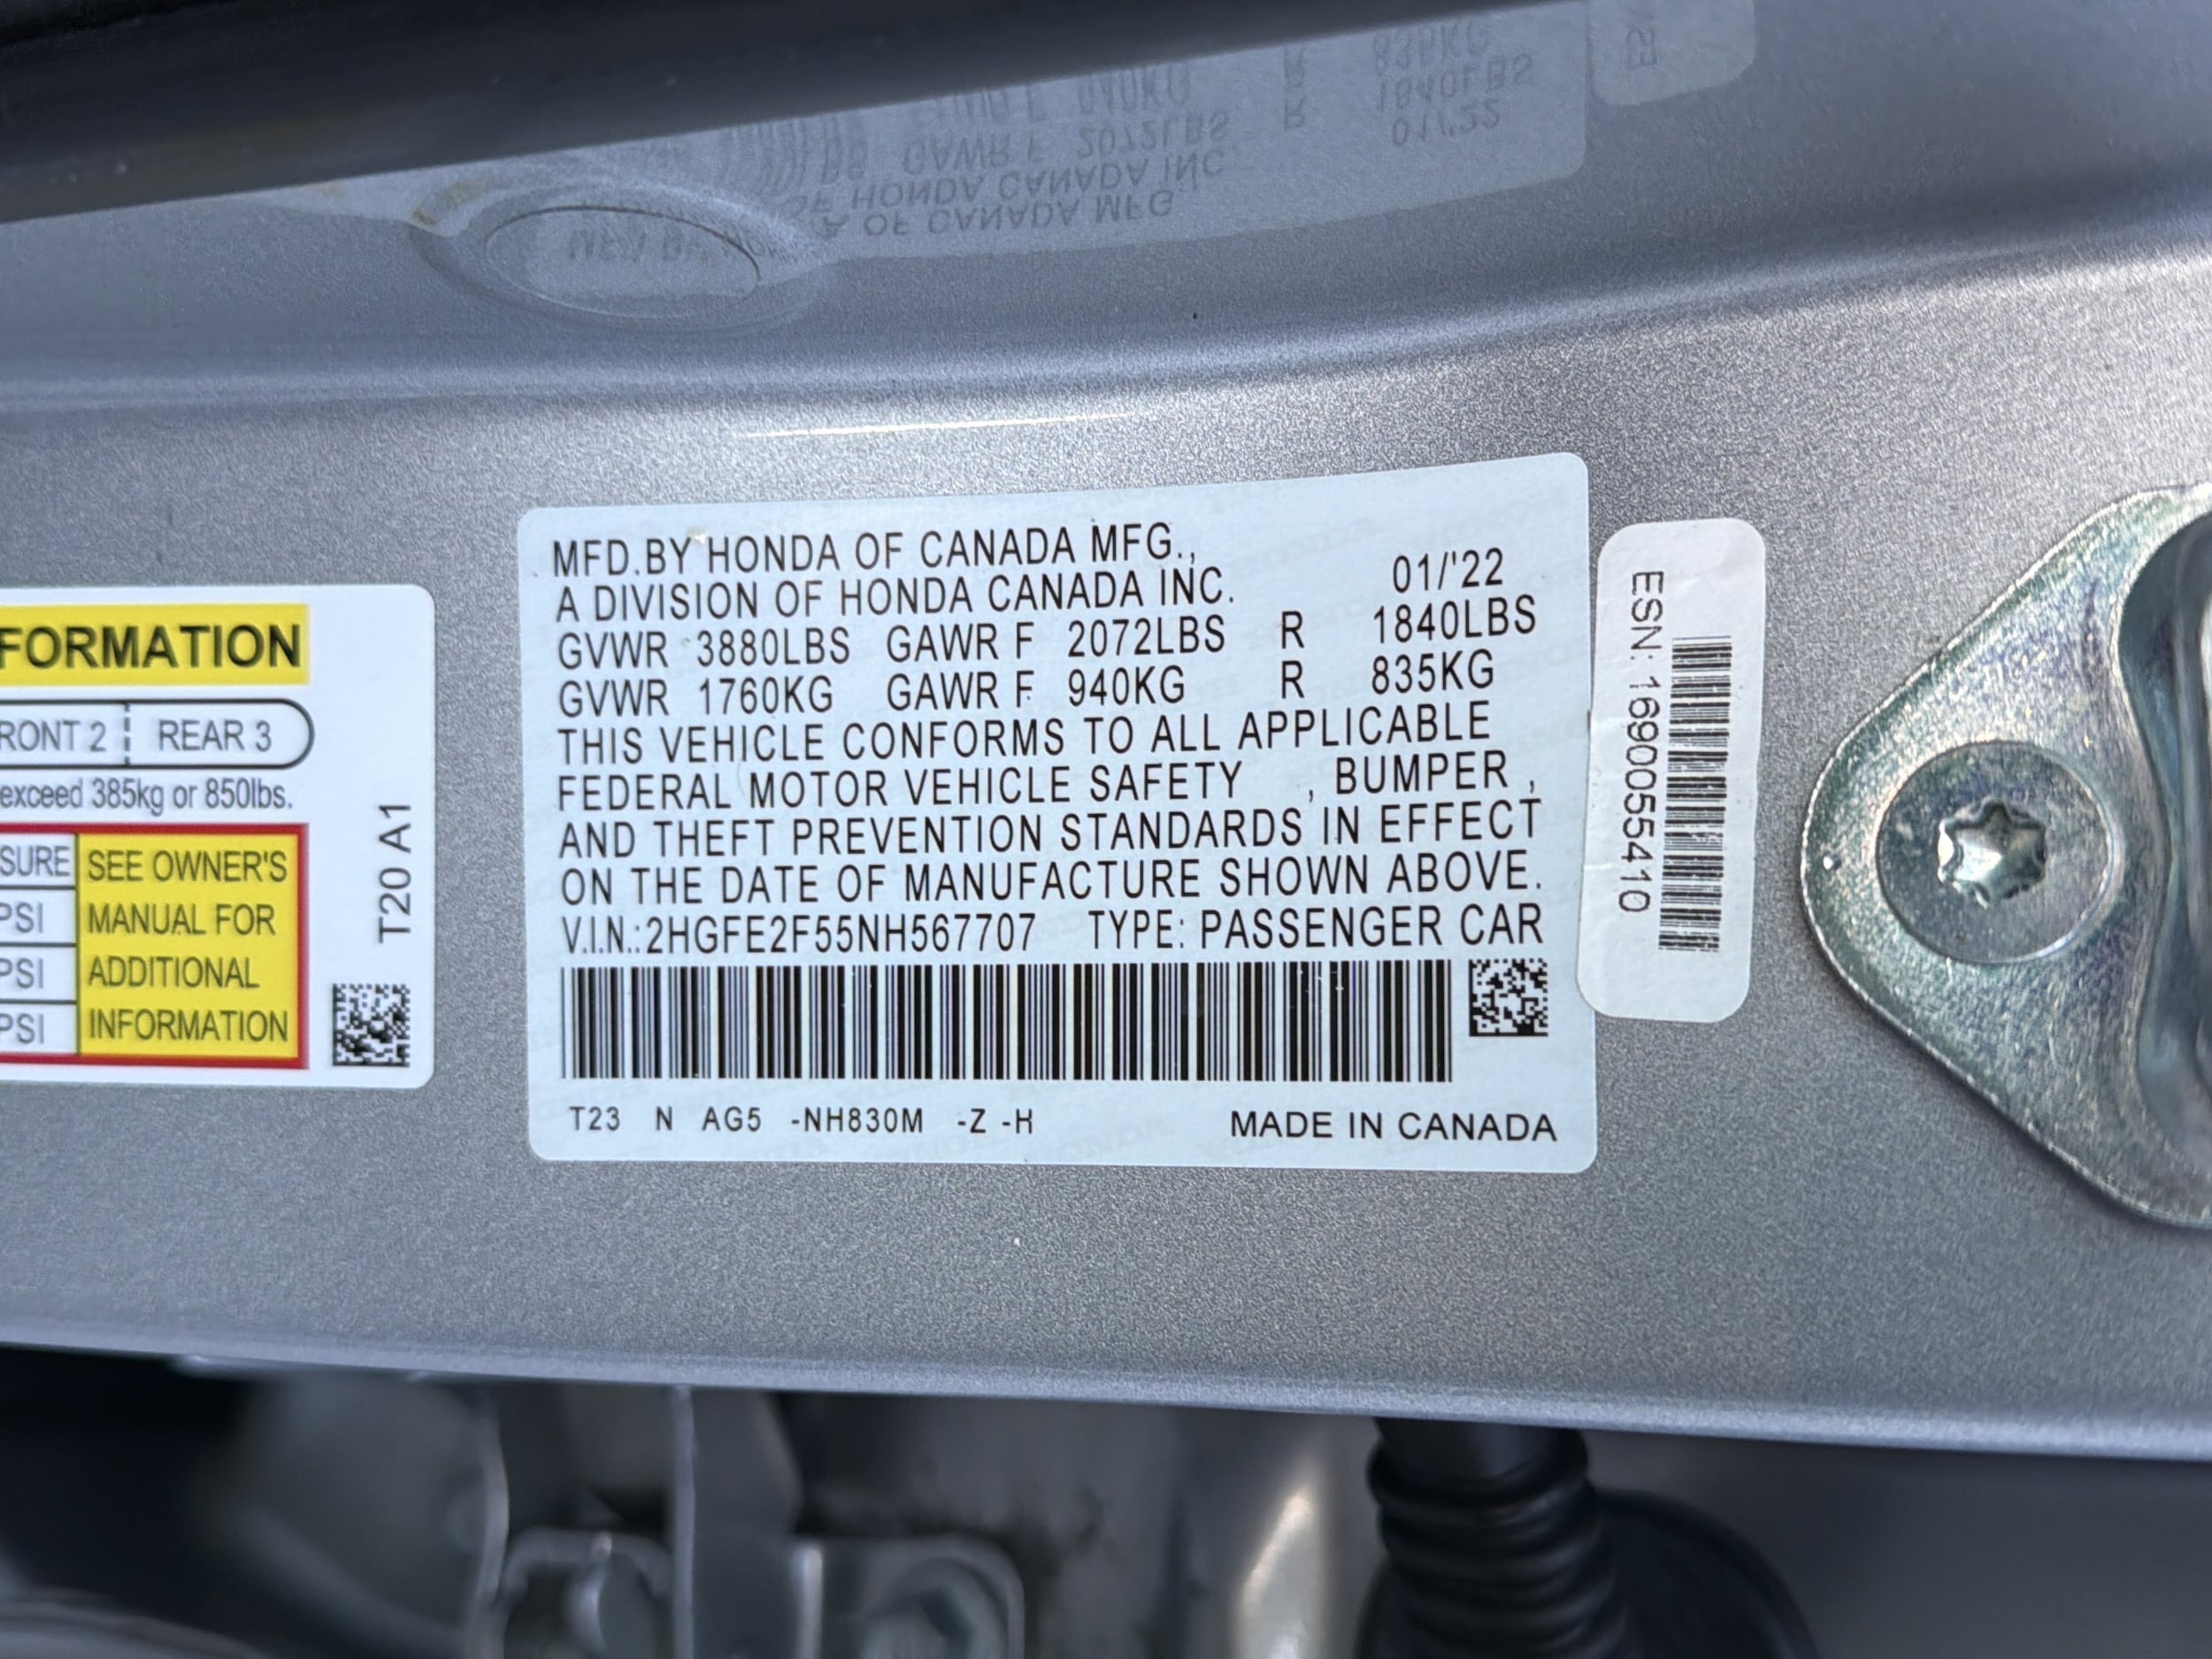 MFD.BY HONDA OF CANADA MFG.,
A DIVISION OF HONDA CANADA INC. 01/'22
GVWR 3880LBS GAWR F 2072LBS R 1840LBS
GVWR 1760KG GAWR F 940KG R 835KG
THIS VEHICLE CONFORMS TO ALL APPLICABLE
FEDERAL MOTOR VEHICLE SAFETY , BUMPER ,
AND THEFT PREVENTION STANDARDS IN EFFECT
ON THE DATE OF MANUFACTURE SHOWN ABOVE.
V.I.N.:2HGFE2F55NH567707 TYPE: PASSENGER CAR
T23 N AG5 -NH830M -Z -H MADE IN CANADA
ESN: 1690055410
FORMATION
RONT 2 REAR 3
exceed 385kg or 850lbs.
SURE
PSI
PSI
PSI
SEE OWNER'S
MANUAL FOR
ADDITIONAL
INFORMATION
T20 A1